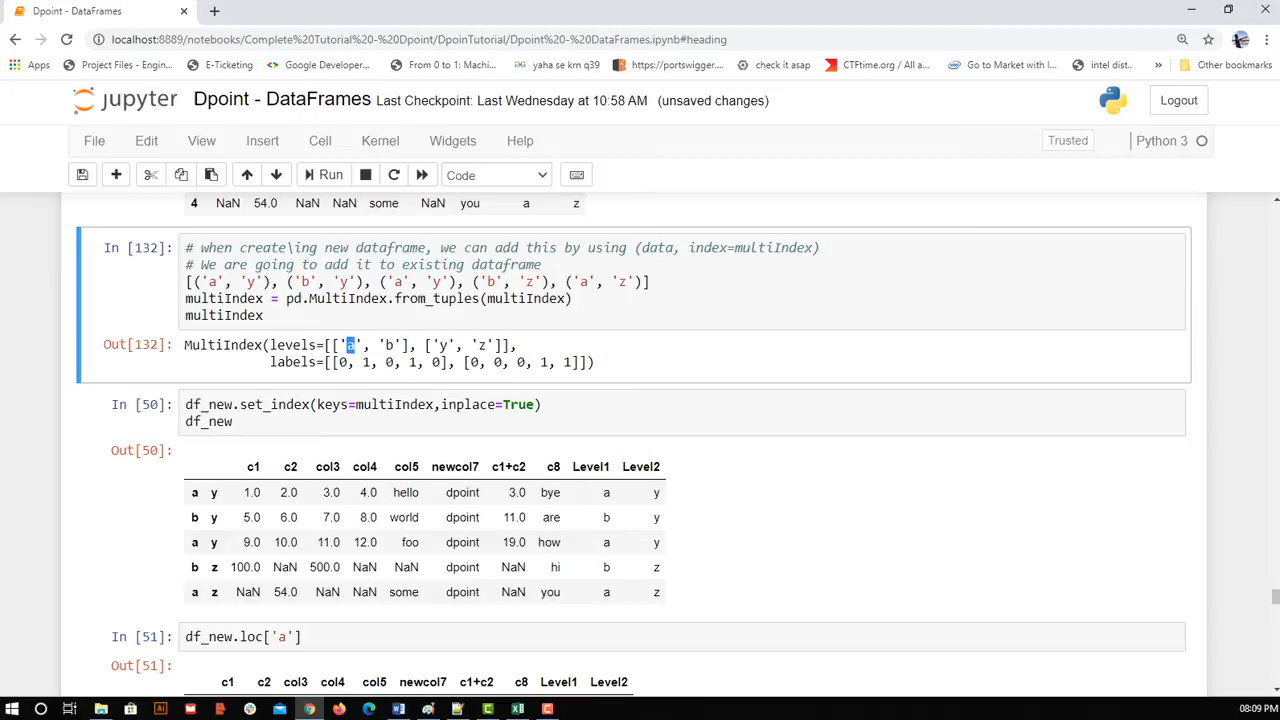 Dpoint - DataFrames
localhost:8889/notebooks/Complete%20Tutorial%20-%20Dpoint/DpoinTutorial/Dpoint%20-%20DataFrames.ipynb#heading
Apps Project Files - Engin... E-Ticketing Google Developer... From 0 to 1: Machi... yaha se krn q39 https://portswigger.... check it asap CTFtime.org / All a... Go to Market with I... intel dist... » Other bookmarks
jupyter Dpoint - DataFrames Last Checkpoint: Last Wednesday at 10:58 AM (unsaved changes) Logout
File Edit View Insert Cell Kernel Widgets Help Trusted Python 3
Run Code
4 NaN 54.0 NaN NaN some NaN you a z
In [132]: # when create\ing new dataframe, we can add this by using (data, index=multiIndex)
# We are going to add it to existing dataframe
[('a', 'y'), ('b', 'y'), ('a', 'y'), ('b', 'z'), ('a', 'z')]
multiIndex = pd.MultiIndex.from_tuples(multiIndex)
multiIndex
Out[132]: MultiIndex(levels=[['a', 'b'], ['y', 'z']],
labels=[[0, 1, 0, 1, 0], [0, 0, 0, 1, 1]])
In [50]: df_new.set_index(keys=multiIndex,inplace=True)
df_new
Out[50]:
c1 c2 col3 col4 col5 newcol7 c1+c2 c8 Level1 Level2
a y 1.0 2.0 3.0 4.0 hello dpoint 3.0 bye a y
b y 5.0 6.0 7.0 8.0 world dpoint 11.0 are b y
a y 9.0 10.0 11.0 12.0 foo dpoint 19.0 how a y
b z 100.0 NaN 500.0 NaN NaN dpoint NaN hi b z
a z NaN 54.0 NaN NaN some dpoint NaN you a z
In [51]: df_new.loc['a']
Out[51]:
c1 c2 col3 col4 col5 newcol7 c1+c2 c8 Level1 Level2
08:09 PM